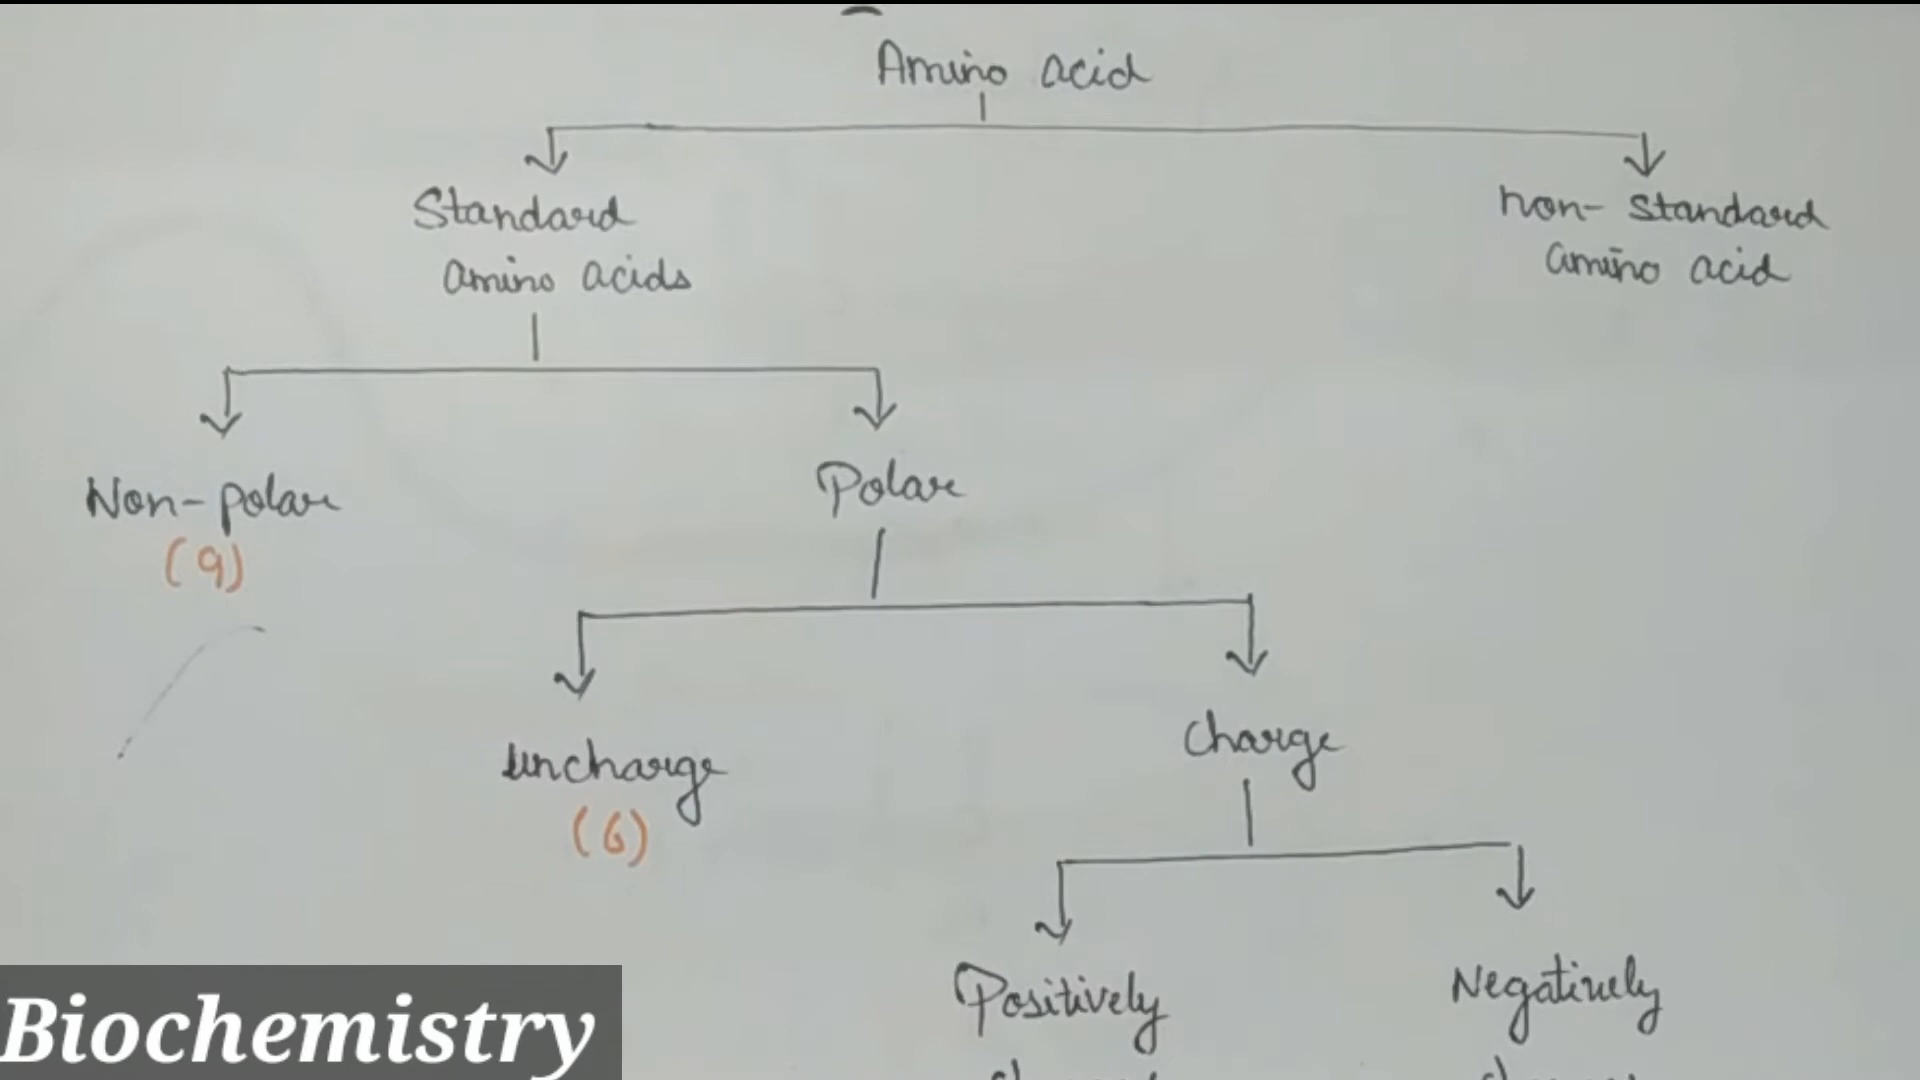 Amino acid
Standard
amino acids
non-standard
amino acid
Non-polar
(9)
Polar
uncharge
(6)
Charge
Positively
Negatively
Biochemistry